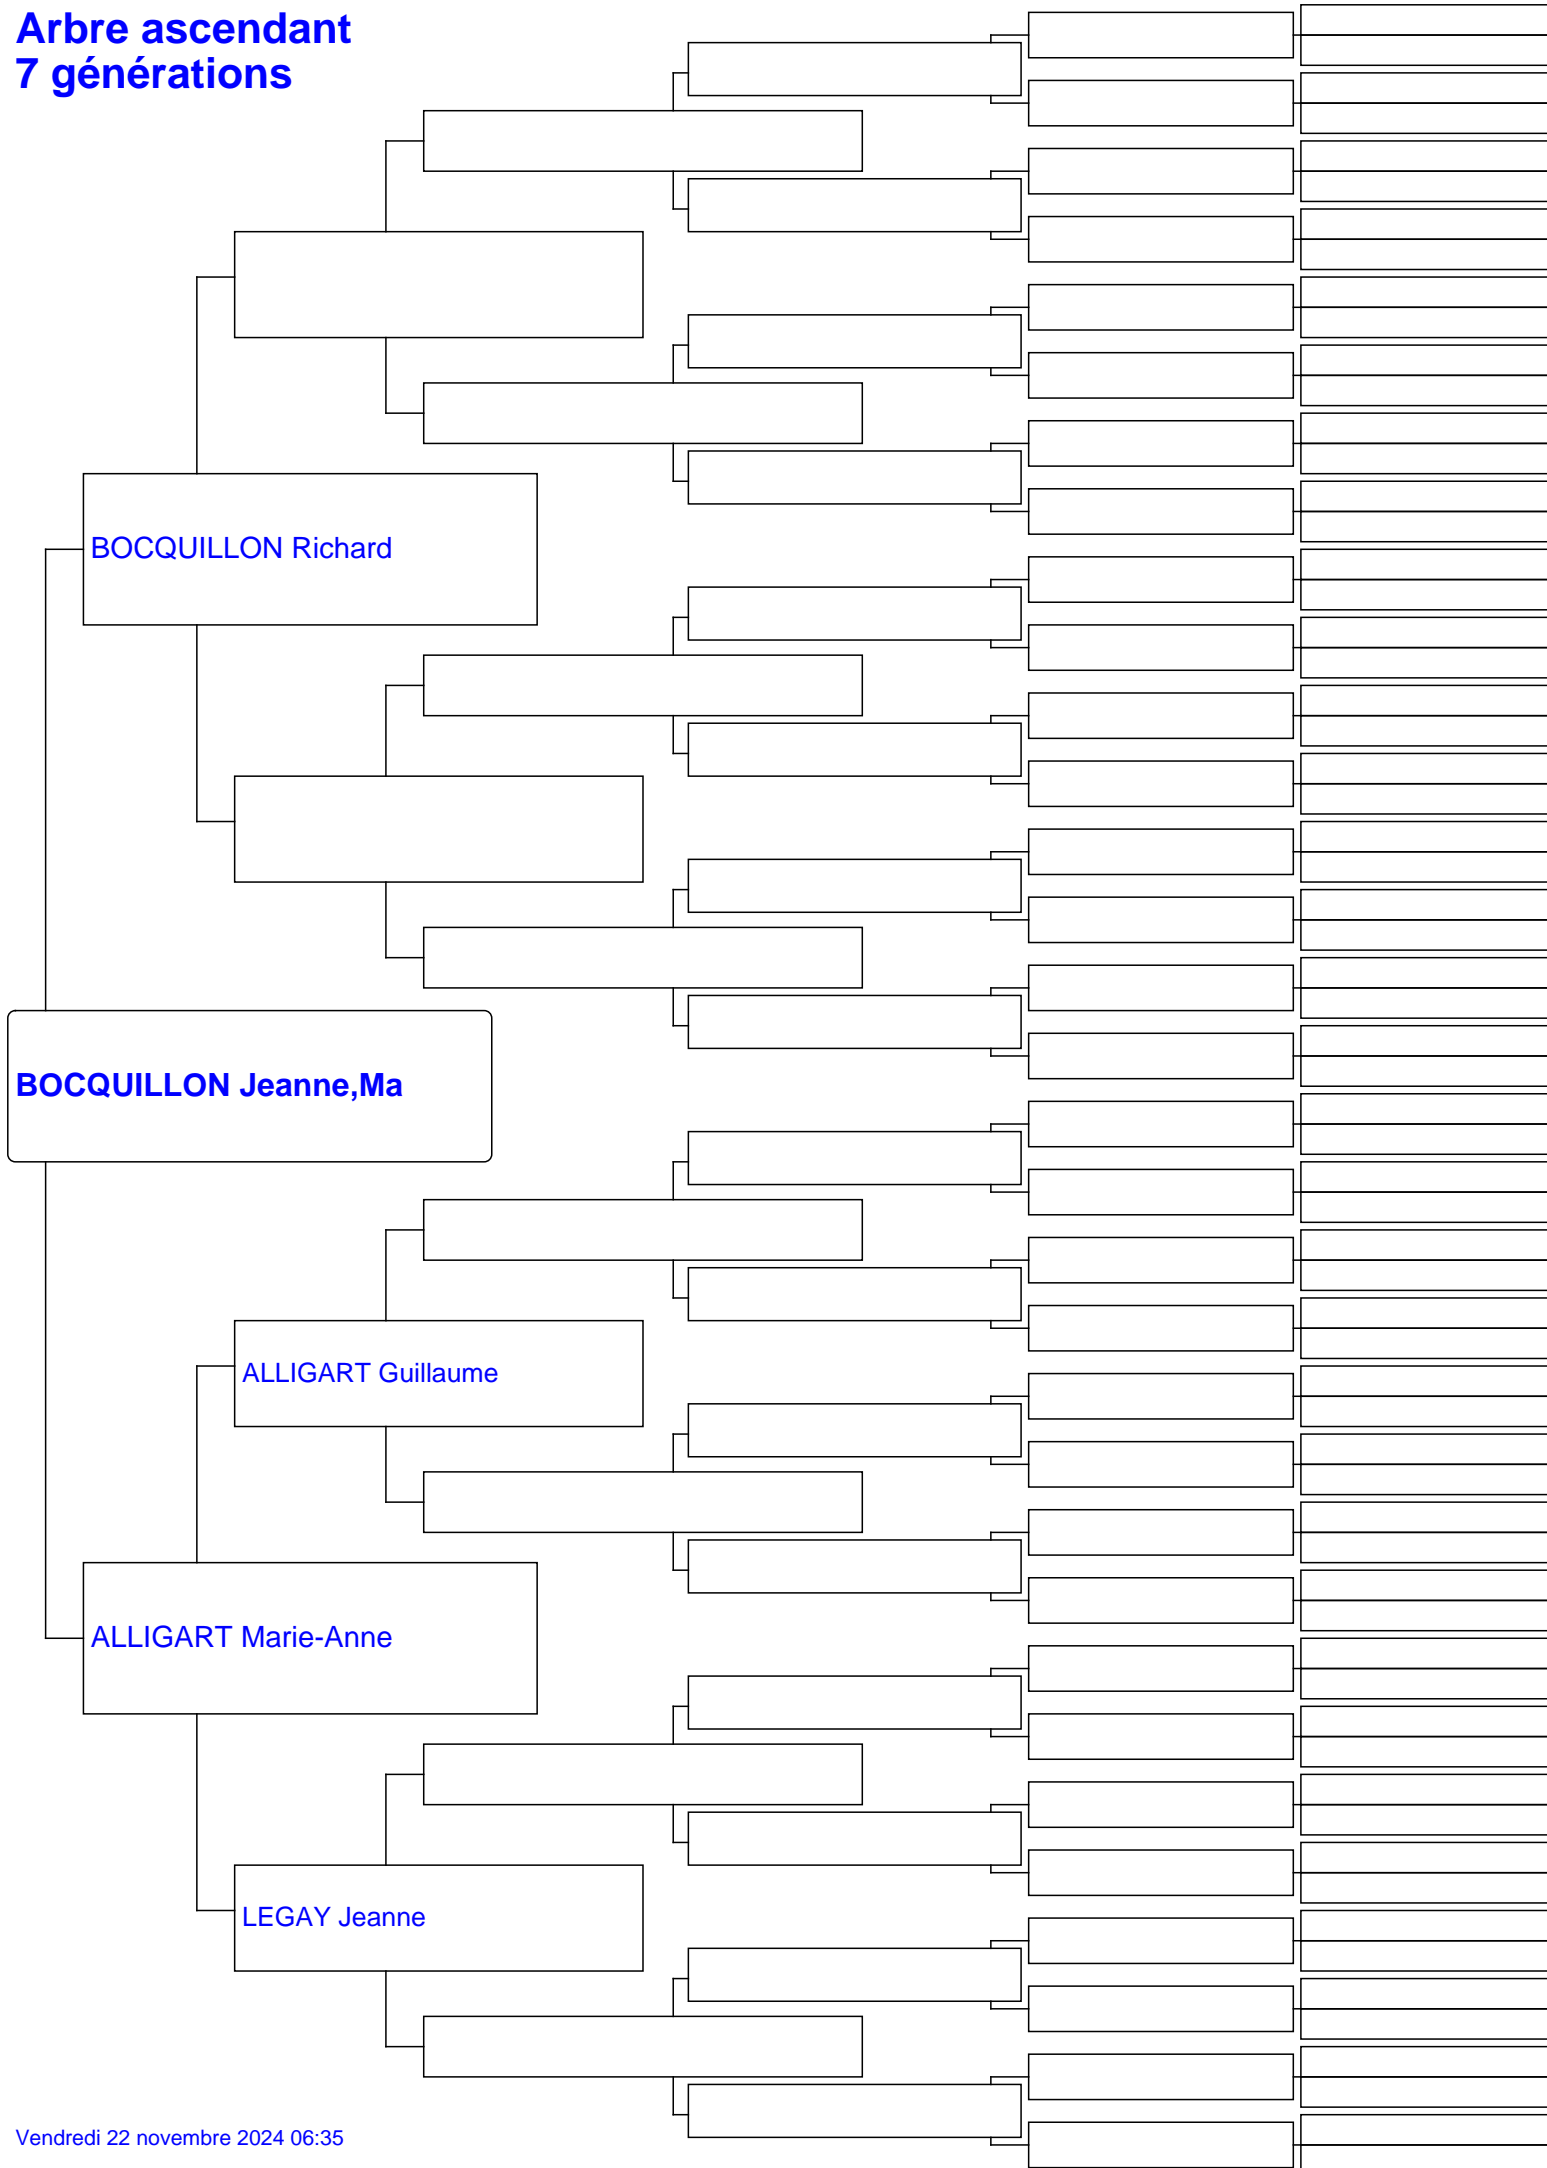 Arbre ascendant
7 générations
BOCQUILLON Richard
BOCQUILLON Jeanne,Ma
ALLIGART Guillaume
ALLIGART Marie-Anne
LEGAY Jeanne
Vendredi 22 novembre 2024 06:35